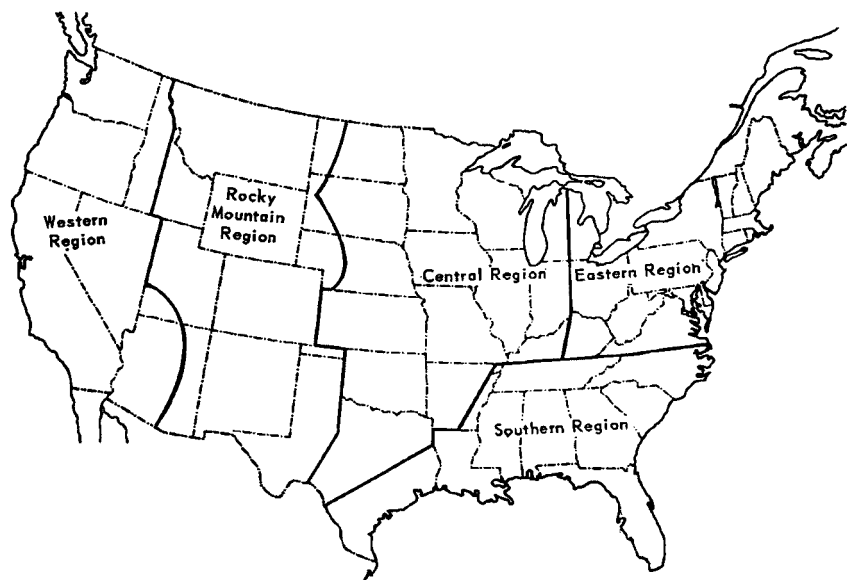 Rocky
Mountain
Region
Western
Region
Central Region
Eastern Region
Southern Region